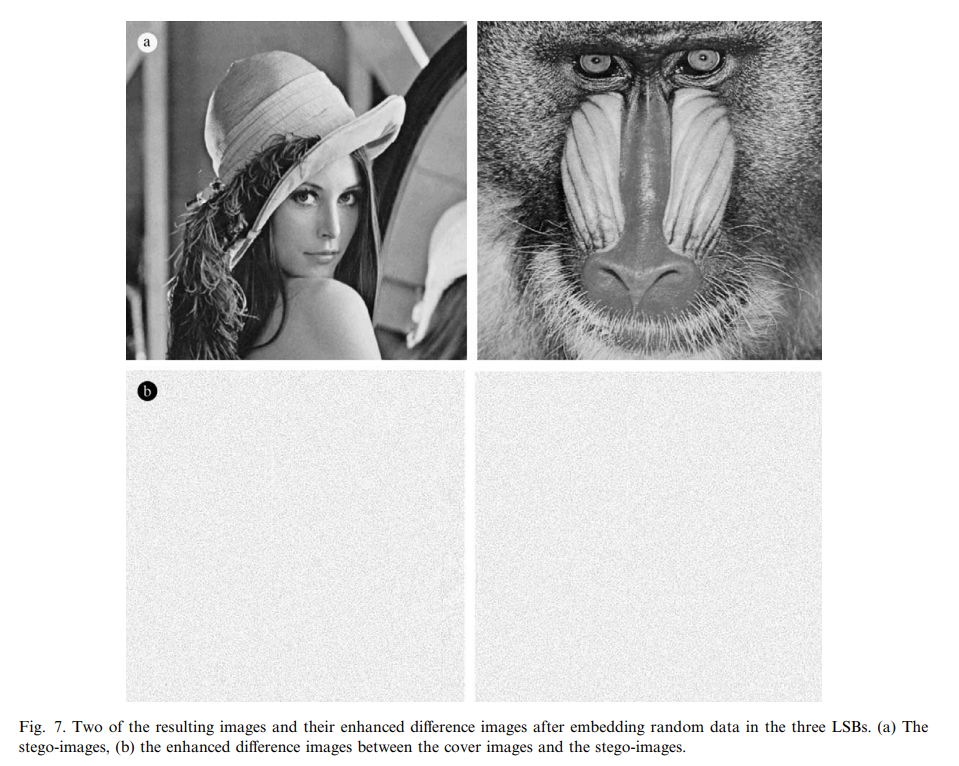 a
b
Fig. 7. Two of the resulting images and their enhanced difference images after embedding random data in the three LSBs. (a) The
stego-images, (b) the enhanced difference images between the cover images and the stego-images.